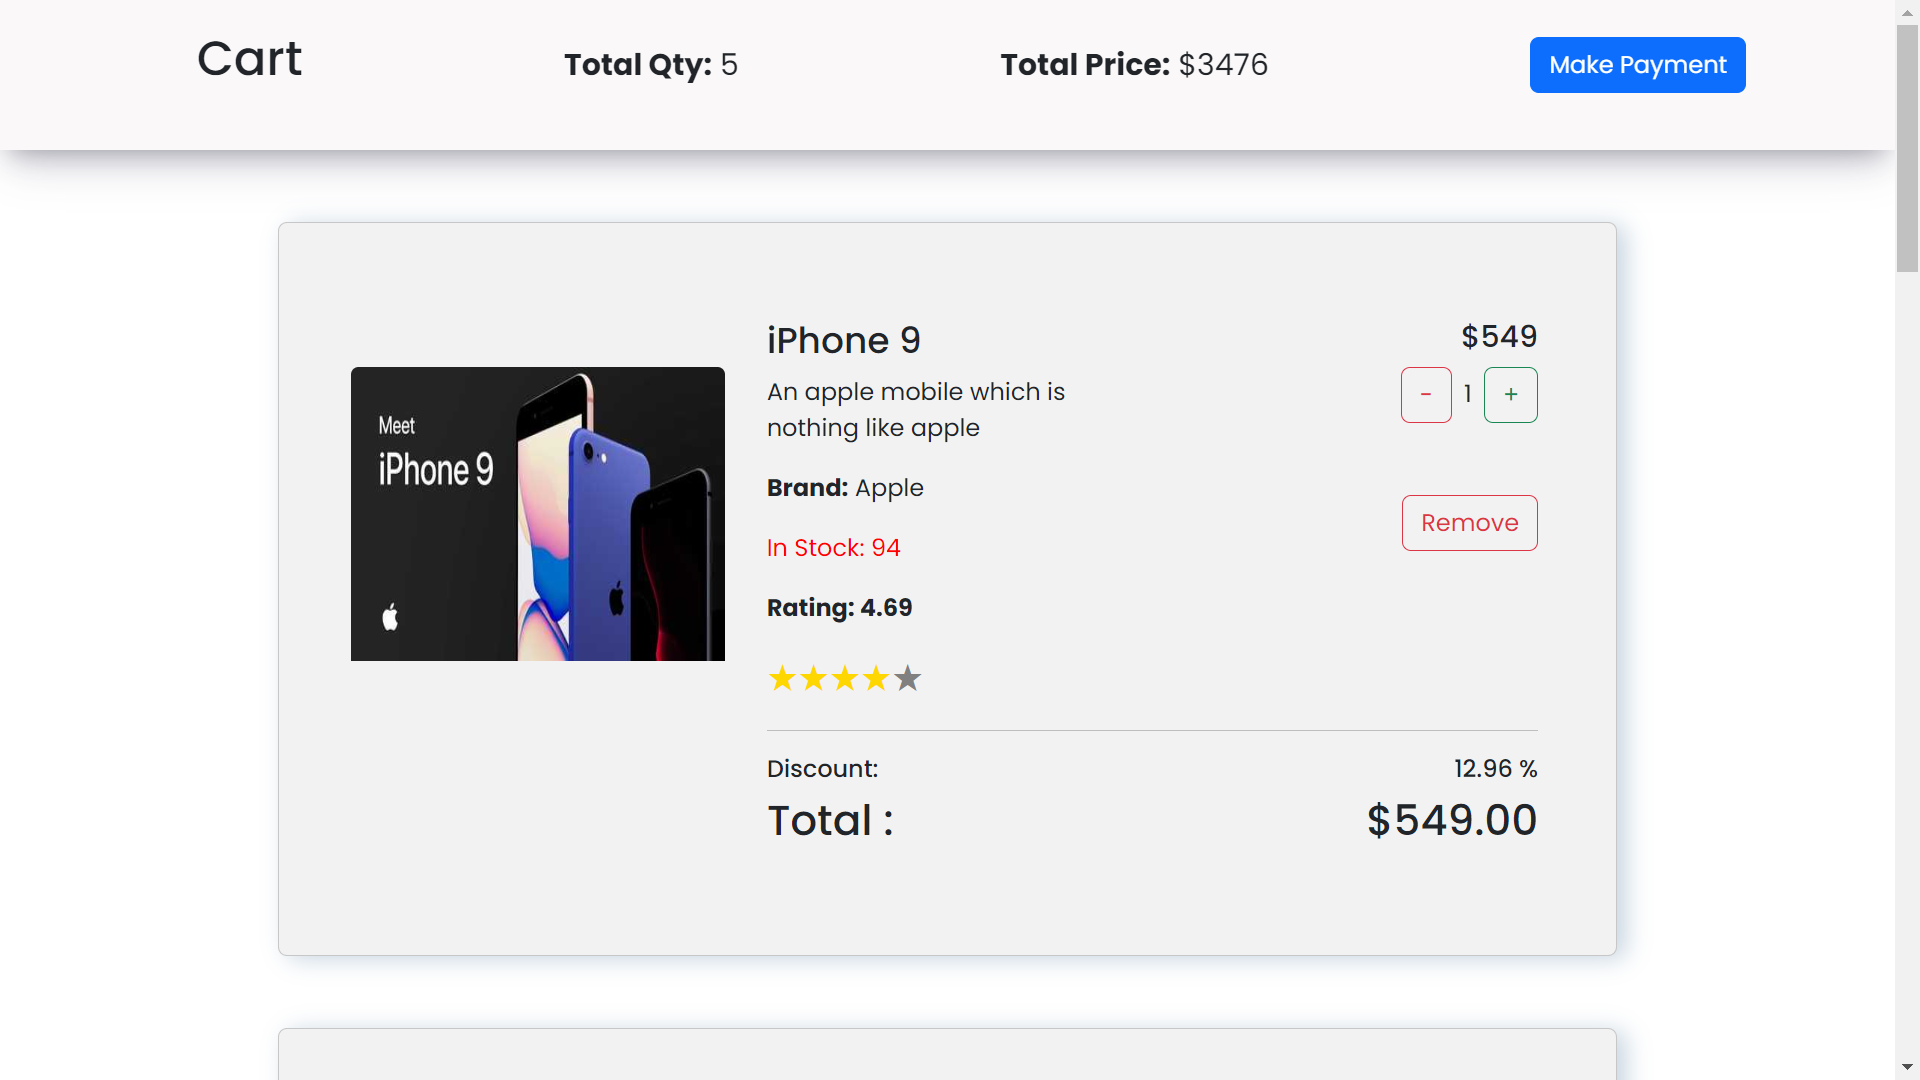 Cart
Total Qty: 5
Total Price: $3476
Make Payment
Meet
iPhone 9
iPhone 9
An apple mobile which is
nothing like apple
Brand: Apple
In Stock: 94
Rating: 4.69
★★★★★
$549
- 1 +
Remove
Discount: 12.96 %
Total : $549.00